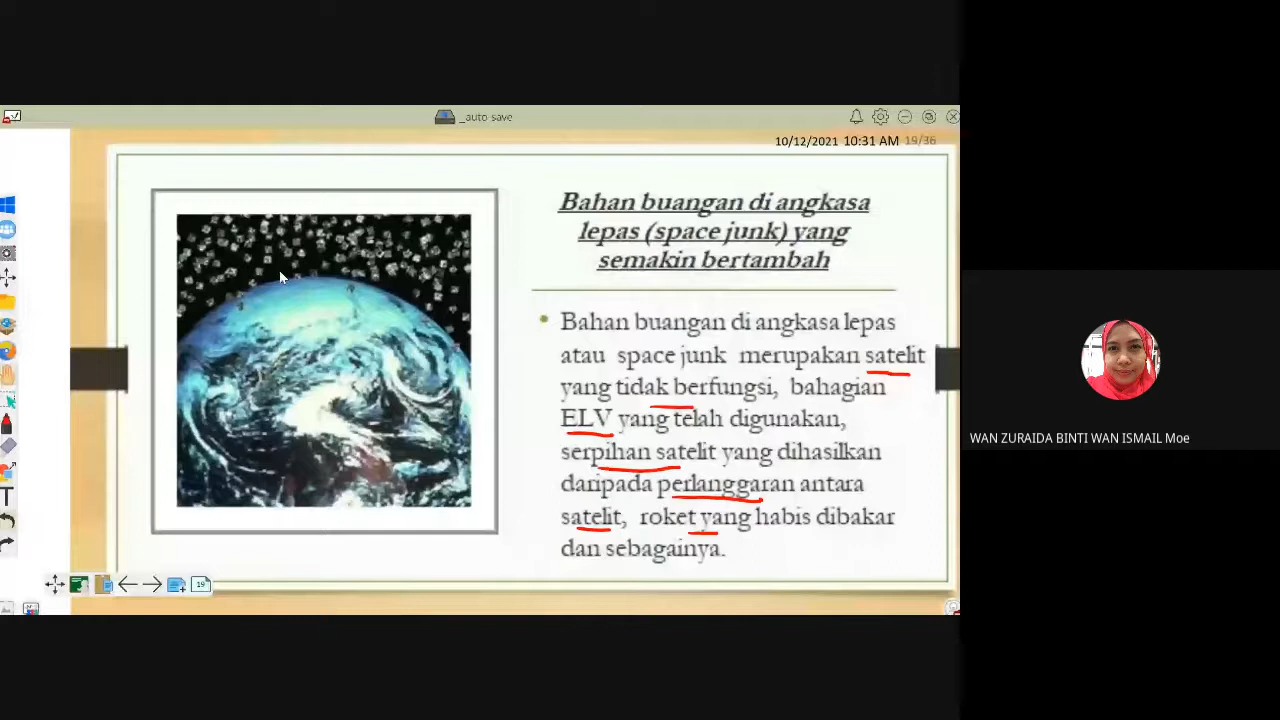 _auto save
10/12/2021 10:31 AM 19/36
Bahan buangan di angkasa
lepas (space junk) yang
semakin bertambah
Bahan buangan di angkasa lepas
atau space junk merupakan satelit
yang tidak berfungsi, bahagian
ELV yang telah digunakan,
serpihan satelit yang dihasilkan
daripada perlanggaran antara
satelit, roket yang habis dibakar
dan sebagainya.
WAN ZURAIDA BINTI WAN ISMAIL Moe
T
19